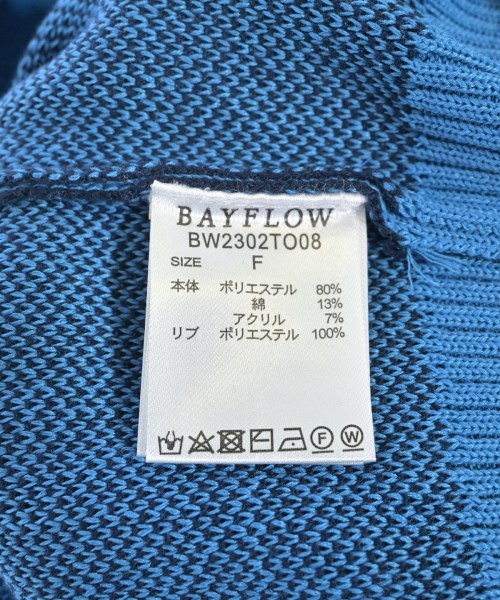 BAYFLOW
BW2302TO08
SIZE F
本体 ポリエステル 80%
綿 13%
アクリル 7%
リブ ポリエステル 100%
F W